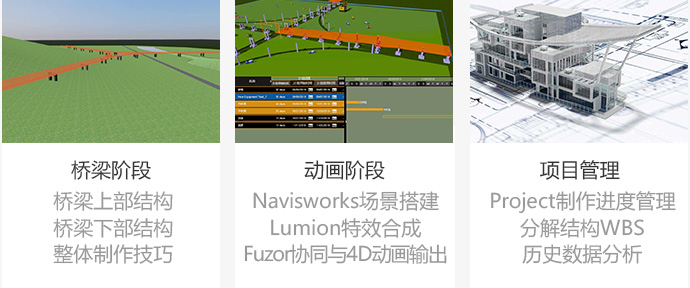 桥梁阶段
桥梁上部结构
桥梁下部结构
整体制作技巧
动画阶段
Navisworks场景搭建
Lumion特效合成
Fuzor协同与4D动画输出
项目管理
Project制作进度管理
分解结构WBS
历史数据分析